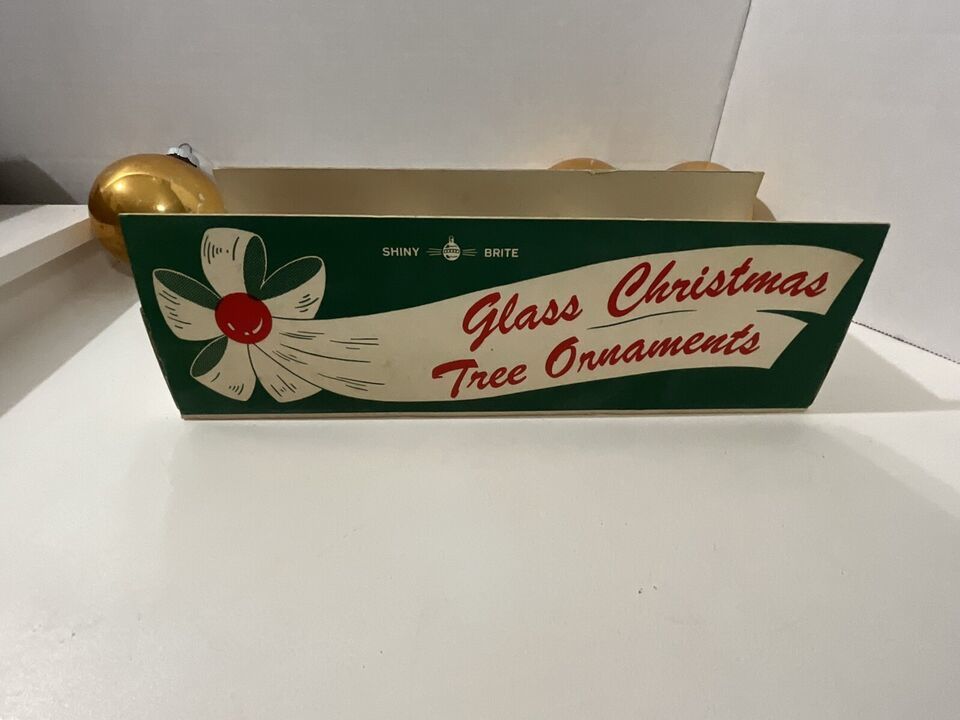 SHINY BRITE
Glass Christmas
Tree Ornaments